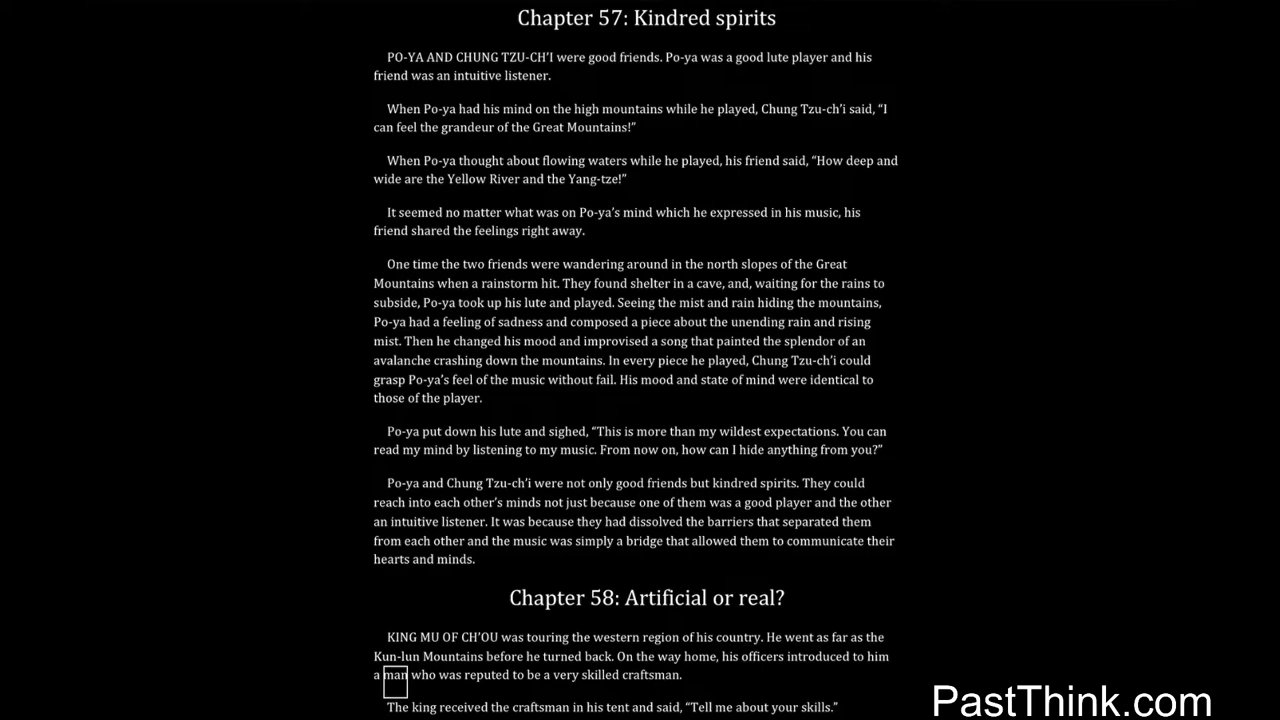 Chapter 57: Kindred spirits
PO-YA AND CHUNG TZU-CH’I were good friends. Po-ya was a good lute player and his
friend was an intuitive listener.
When Po-ya had his mind on the high mountains while he played, Chung Tzu-ch’i said, “I
can feel the grandeur of the Great Mountains!”
When Po-ya thought about flowing waters while he played, his friend said, “How deep and
wide are the Yellow River and the Yang-tze!”
It seemed no matter what was on Po-ya’s mind which he expressed in his music, his
friend shared the feelings right away.
One time the two friends were wandering around in the north slopes of the Great
Mountains when a rainstorm hit. They found shelter in a cave, and, waiting for the rains to
subside, Po-ya took up his lute and played. Seeing the mist and rain hiding the mountains,
Po-ya had a feeling of sadness and composed a piece about the unending rain and rising
mist. Then he changed his mood and improvised a song that painted the splendor of an
avalanche crashing down the mountains. In every piece he played, Chung Tzu-ch’i could
grasp Po-ya’s feel of the music without fail. His mood and state of mind were identical to
those of the player.
Po-ya put down his lute and sighed, “This is more than my wildest expectations. You can
read my mind by listening to my music. From now on, how can I hide anything from you?”
Po-ya and Chung Tzu-ch’i were not only good friends but kindred spirits. They could
reach into each other’s minds not just because one of them was a good player and the other
an intuitive listener. It was because they had dissolved the barriers that separated them
from each other and the music was simply a bridge that allowed them to communicate their
hearts and minds.
Chapter 58: Artificial or real?
KING MU OF CH’OU was touring the western region of his country. He went as far as the
Kun-lun Mountains before he turned back. On the way home, his officers introduced to him
a man who was reputed to be a very skilled craftsman.
The king received the craftsman in his tent and said, “Tell me about your skills.”
PastThink.com